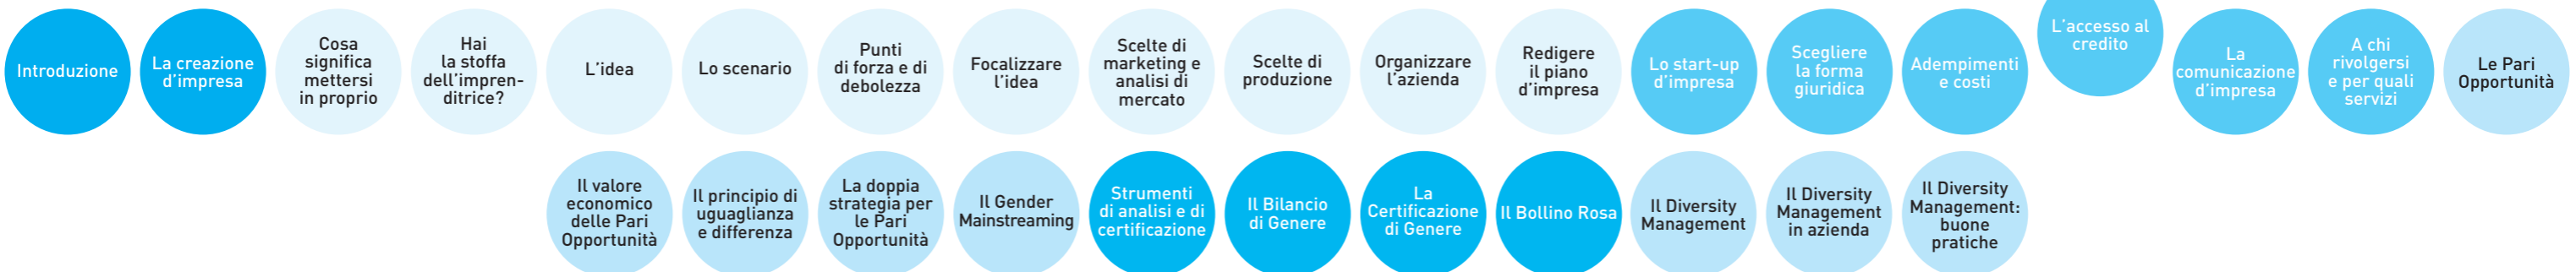 Introduzione
La creazione
d'impresa
Cosa
significa
mettersi
in proprio
Hai
la stoffa
dell'impren-
ditrice?
L'idea
Lo scenario
Punti
di forza e di
debolezza
Focalizzare
l'idea
Scelte di
marketing e
analisi di
mercato
Scelte di
produzione
Organizzare
l'azienda
Redigere
il piano
d'impresa
Lo start-up
d'impresa
Scegliere
la forma
giuridica
Adempimenti
e costi
L'accesso al
credito
La
comunicazione
d'impresa
A chi
rivolgersi
e per quali
servizi
Le Pari
Opportunità
Il valore
economico
delle Pari
Opportunità
Il principio di
uguaglianza
e differenza
La doppia
strategia per
le Pari
Opportunità
Il Gender
Mainstreaming
Strumenti
di analisi e di
certificazione
Il Bilancio
di Genere
La
Certificazione
di Genere
Il Bollino Rosa
Il Diversity
Management
Il Diversity
Management
in azienda
Il Diversity
Management:
buone
pratiche